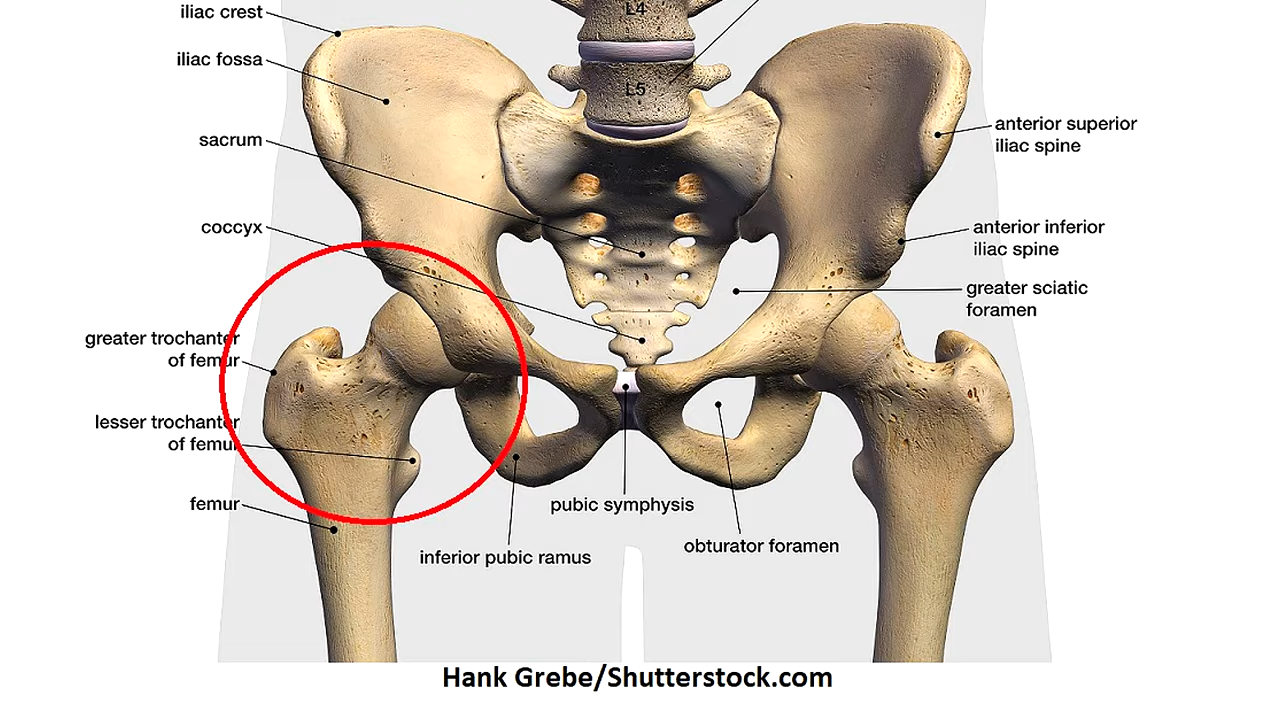 iliac crest
L4
iliac fossa
L5
anterior superior
iliac spine
sacrum
coccyx
anterior inferior
iliac spine
greater sciatic
foramen
greater trochanter
of femur
lesser trochanter
of femur
femur
pubic symphysis
obturator foramen
inferior pubic ramus
Hank Grebe/Shutterstock.com